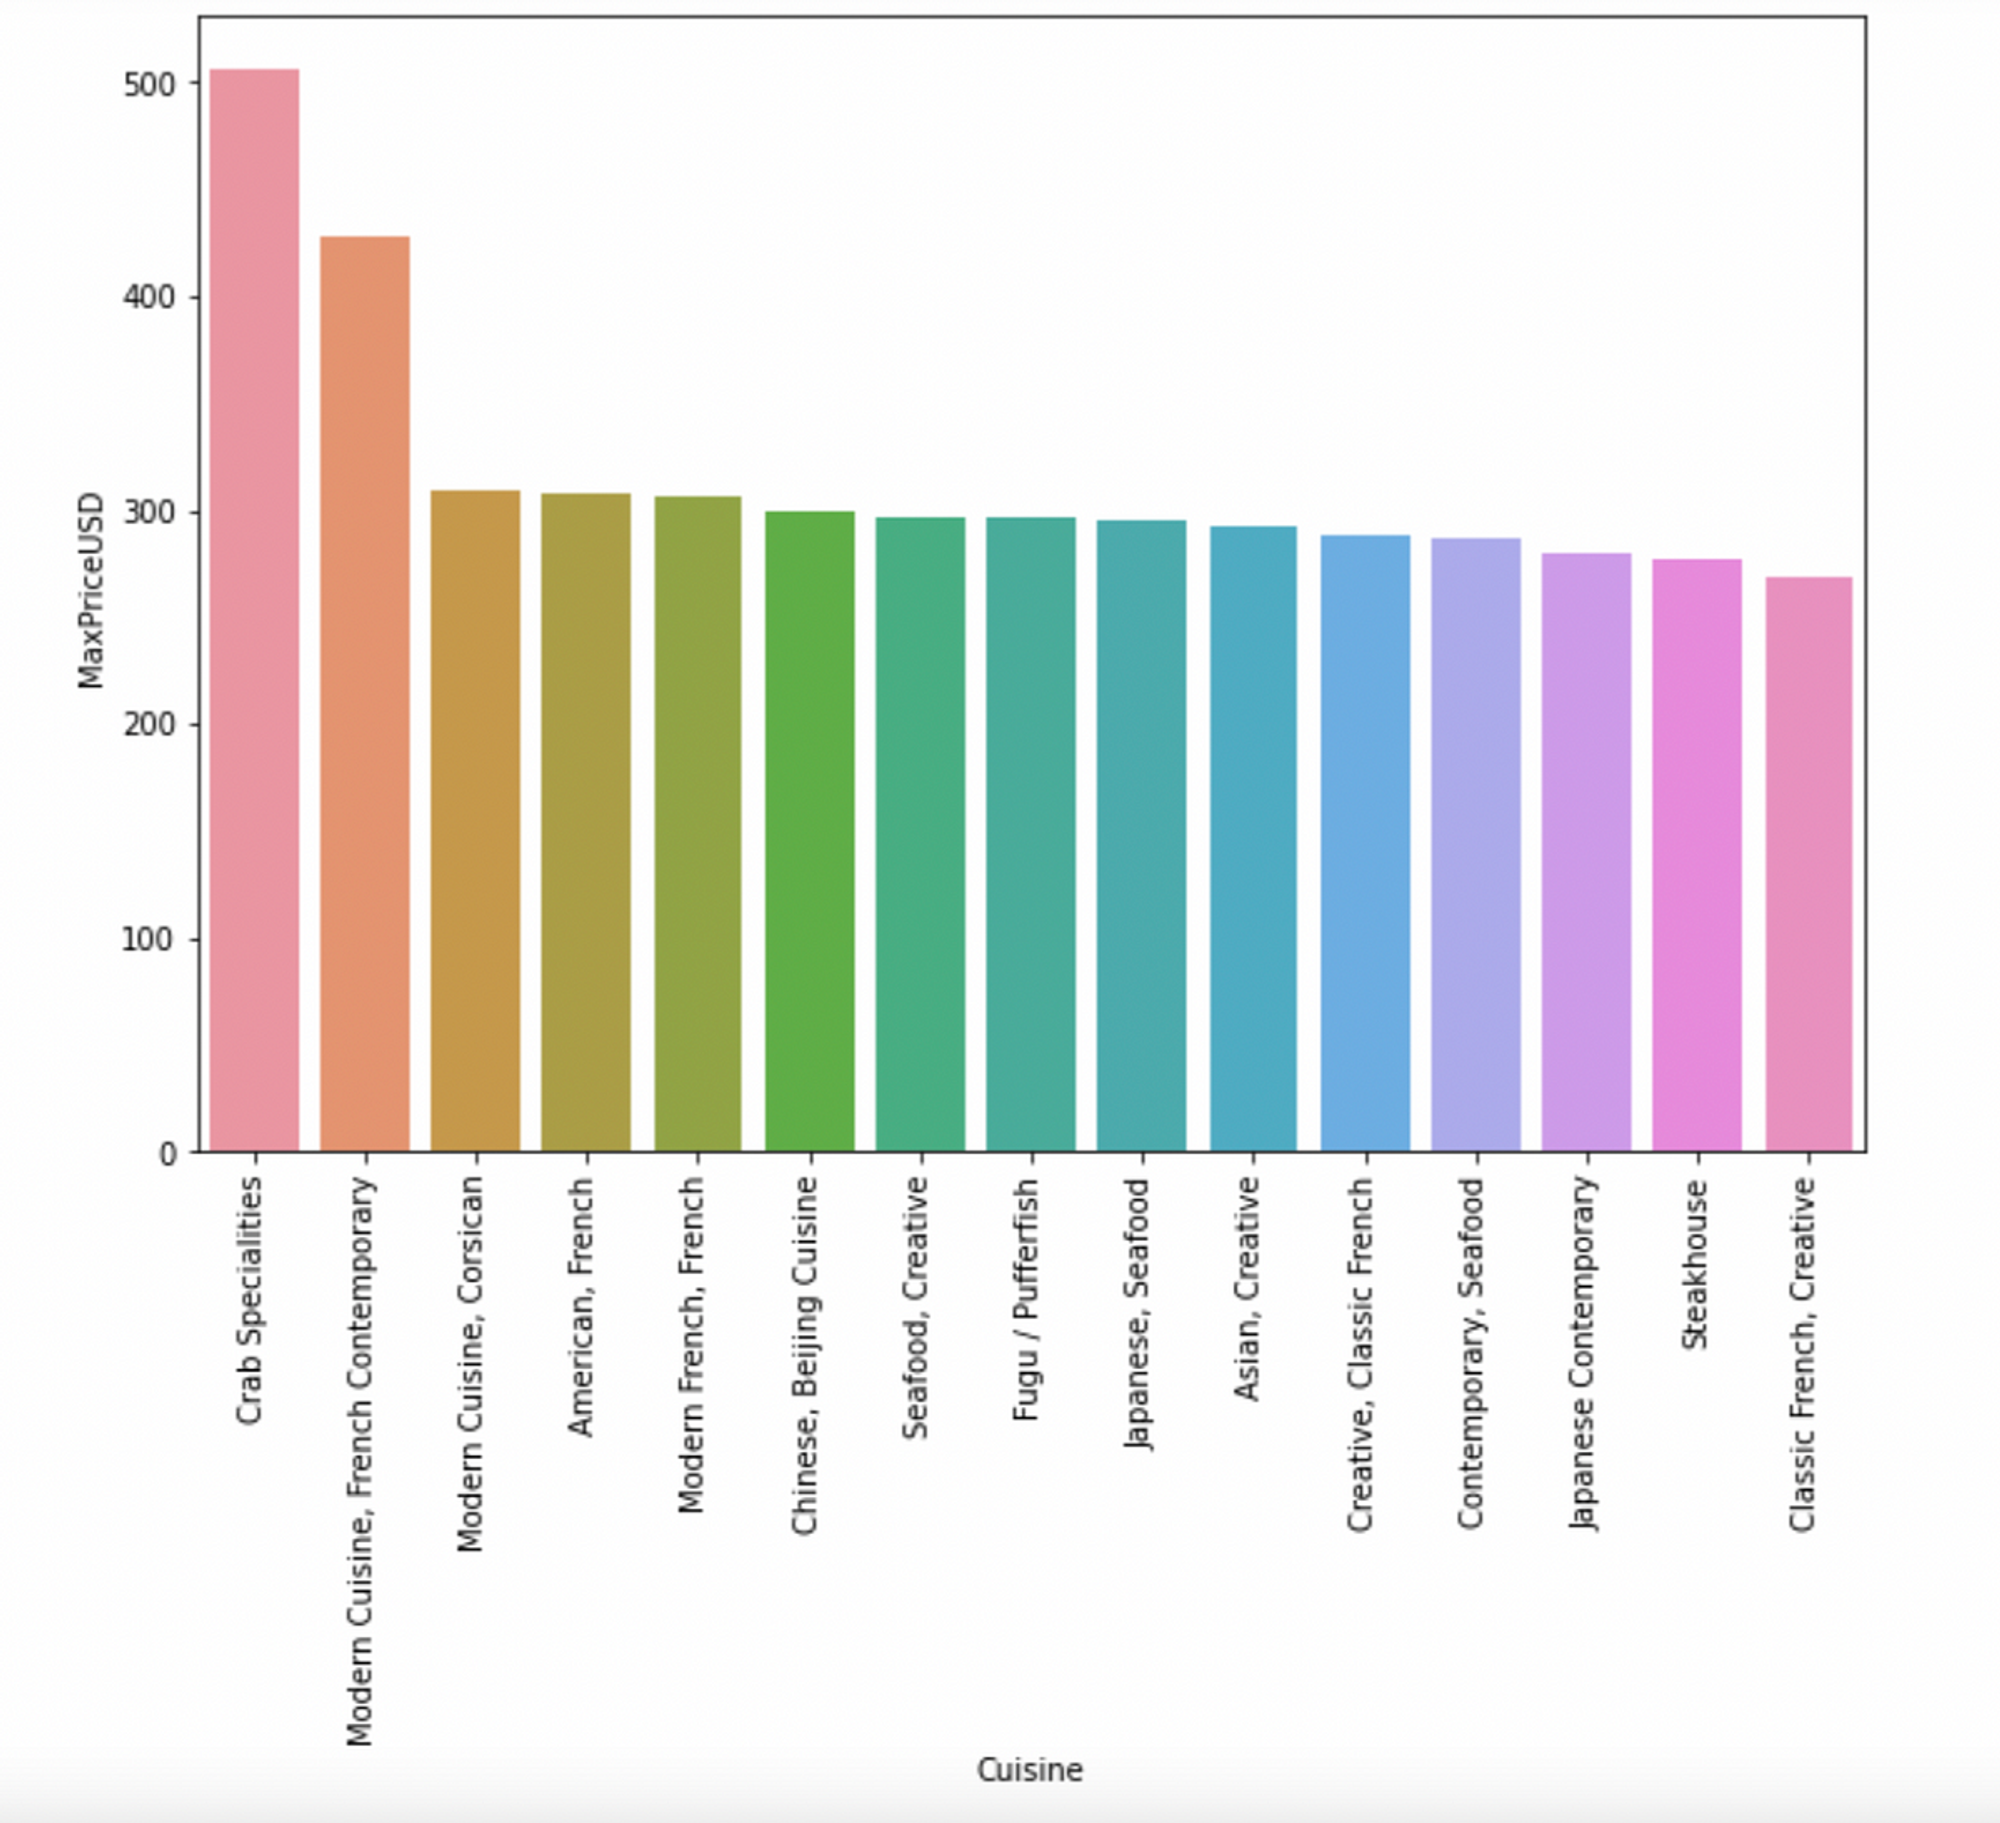 500
400
300
200
100
0
MaxPriceUSD
Crab Specialities
Modern Cuisine, French Contemporary
Modern Cuisine, Corsican
American, French
Modern French, French
Chinese, Beijing Cuisine
Seafood, Creative
Fugu / Pufferfish
Japanese, Seafood
Asian, Creative
Creative, Classic French
Contemporary, Seafood
Japanese Contemporary
Steakhouse
Classic French, Creative
Cuisine